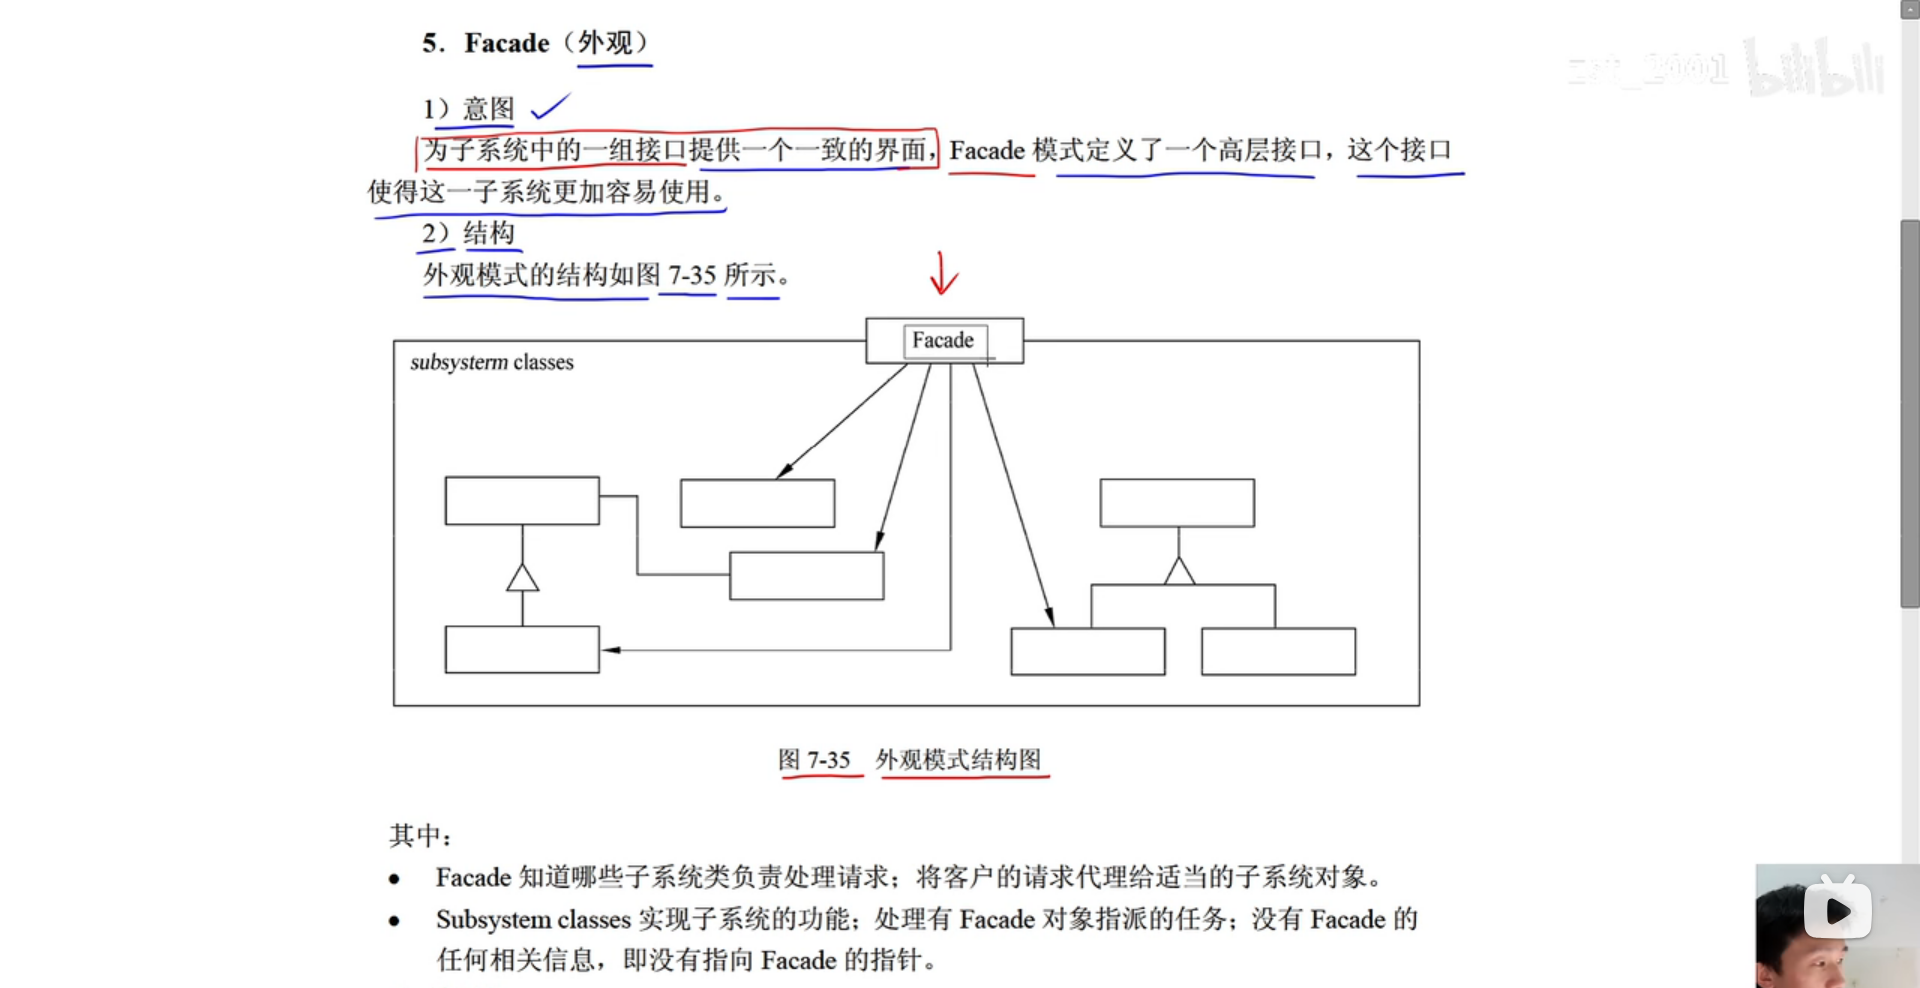 5. Facade（外观）
1）意图
为子系统中的一组接口提供一个一致的界面，Facade 模式定义了一个高层接口，这个接口
使得这一子系统更加容易使用。
2）结构
外观模式的结构如图 7-35 所示。
Facade
subsysterm classes
图 7-35 外观模式结构图
其中：
● Facade 知道哪些子系统类负责处理请求；将客户的请求代理给适当的子系统对象。
● Subsystem classes 实现子系统的功能；处理有 Facade 对象指派的任务；没有 Facade 的
任何相关信息，即没有指向 Facade 的指针。
bilibili